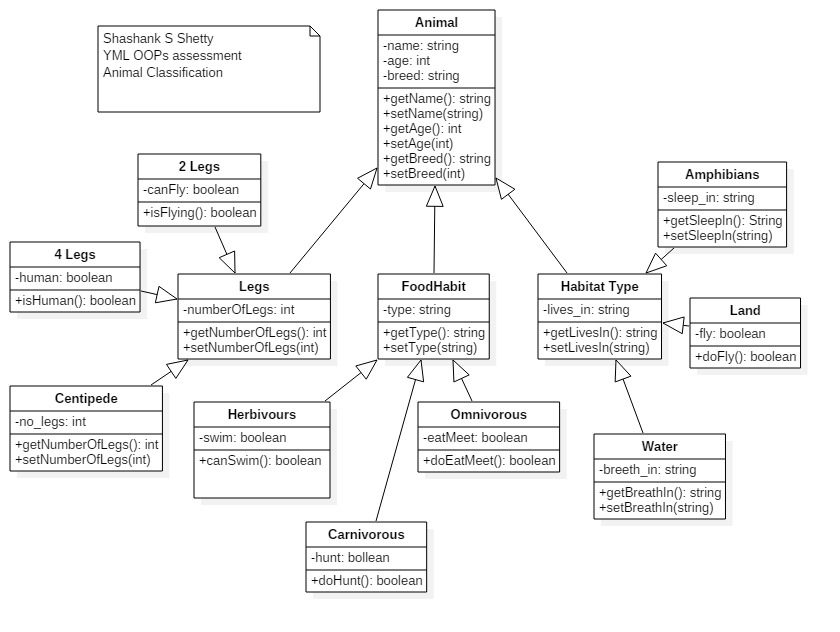 Shashank S Shetty
YML OOPs assessment
Animal Classification
Animal
-name: string
-age: int
-breed: string
+getName(): string
+setName(string)
+getAge(): int
+setAge(int)
+getBreed(): string
+setBreed(int)
2 Legs
-canFly: boolean
+isFlying(): boolean
Amphibians
-sleep_in: string
+getSleepIn(): String
+setSleepIn(string)
4 Legs
-human: boolean
+isHuman(): boolean
Legs
-numberOfLegs: int
+getNumberOfLegs(): int
+setNumberOfLegs(int)
FoodHabit
-type: string
+getType(): string
+setType(string)
Habitat Type
-lives_in: string
+getLivesIn(): string
+setLivesIn(string)
Land
-fly: boolean
+doFly(): boolean
Centipede
-no_legs: int
+getNumberOfLegs(): int
+setNumberOfLegs(int)
Herbivours
-swim: boolean
+canSwim(): boolean
Omnivorous
-eatMeet: boolean
+doEatMeet(): boolean
Water
-breeth_in: string
+getBreathIn(): string
+setBreathIn(string)
Carnivorous
-hunt: bollean
+doHunt(): boolean